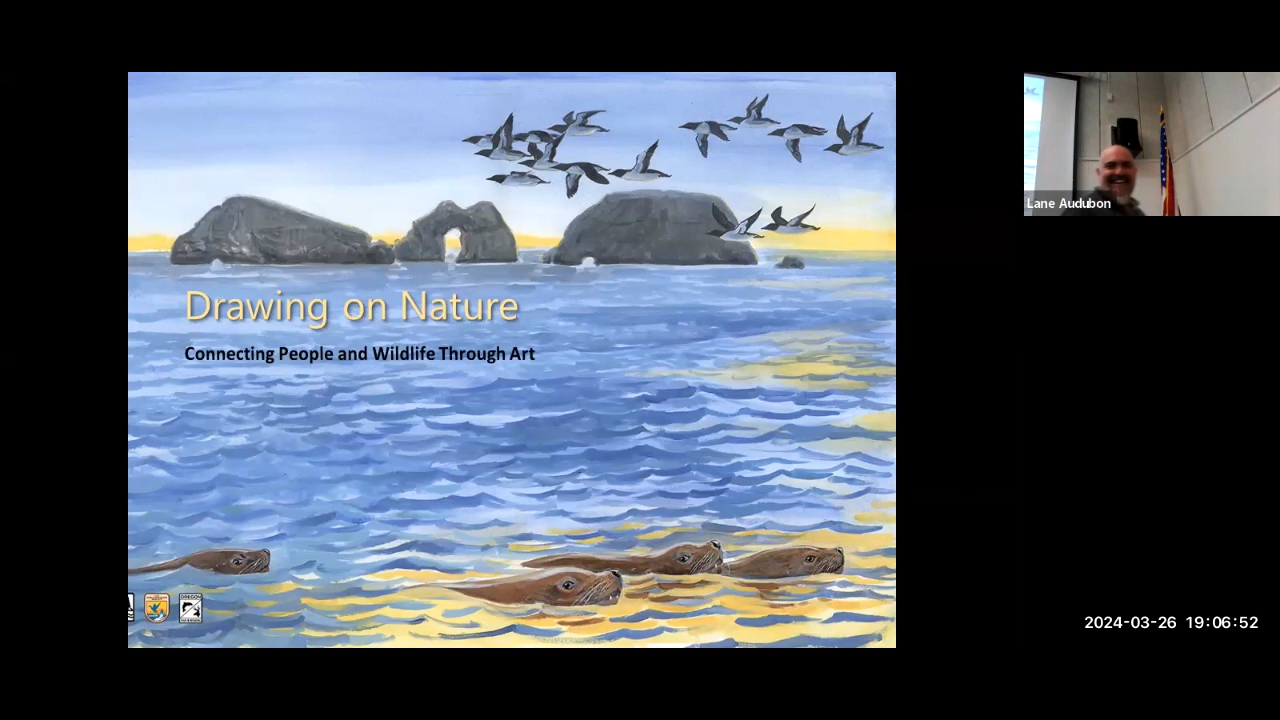 Drawing on Nature
Connecting People and Wildlife Through Art
Lane Audubon
2024-03-26 19:06:52